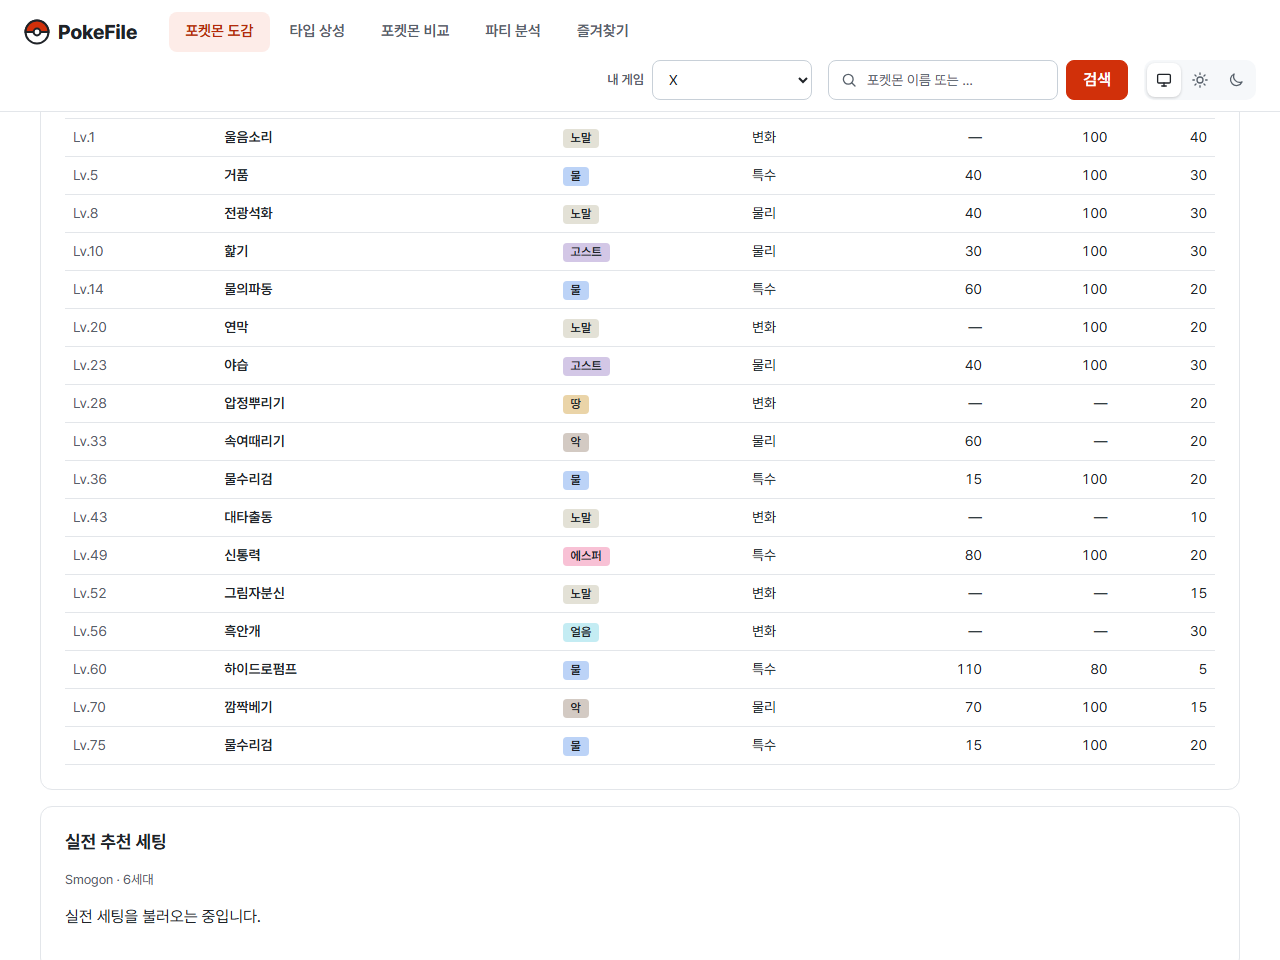 PokeFile 포켓몬 도감 타입 상성 포켓몬 비교 파티 분석 즐겨찾기
내 게임 X 포켓몬 이름 또는 ... 검색
Lv.1 울음소리 노말 변화 — 100 40
Lv.5 거품 물 특수 40 100 30
Lv.8 전광석화 노말 물리 40 100 30
Lv.10 핥기 고스트 물리 30 100 30
Lv.14 물의파동 물 특수 60 100 20
Lv.20 연막 노말 변화 — 100 20
Lv.23 야습 고스트 물리 40 100 30
Lv.28 압정뿌리기 땅 변화 — — 20
Lv.33 속여때리기 악 물리 60 — 20
Lv.36 물수리검 물 특수 15 100 20
Lv.43 대타출동 노말 변화 — — 10
Lv.49 신통력 에스퍼 특수 80 100 20
Lv.52 그림자분신 노말 변화 — — 15
Lv.56 흑안개 얼음 변화 — — 30
Lv.60 하이드로펌프 물 특수 110 80 5
Lv.70 깜짝베기 악 물리 70 100 15
Lv.75 물수리검 물 특수 15 100 20
실전 추천 세팅
Smogon · 6세대
실전 세팅을 불러오는 중입니다.